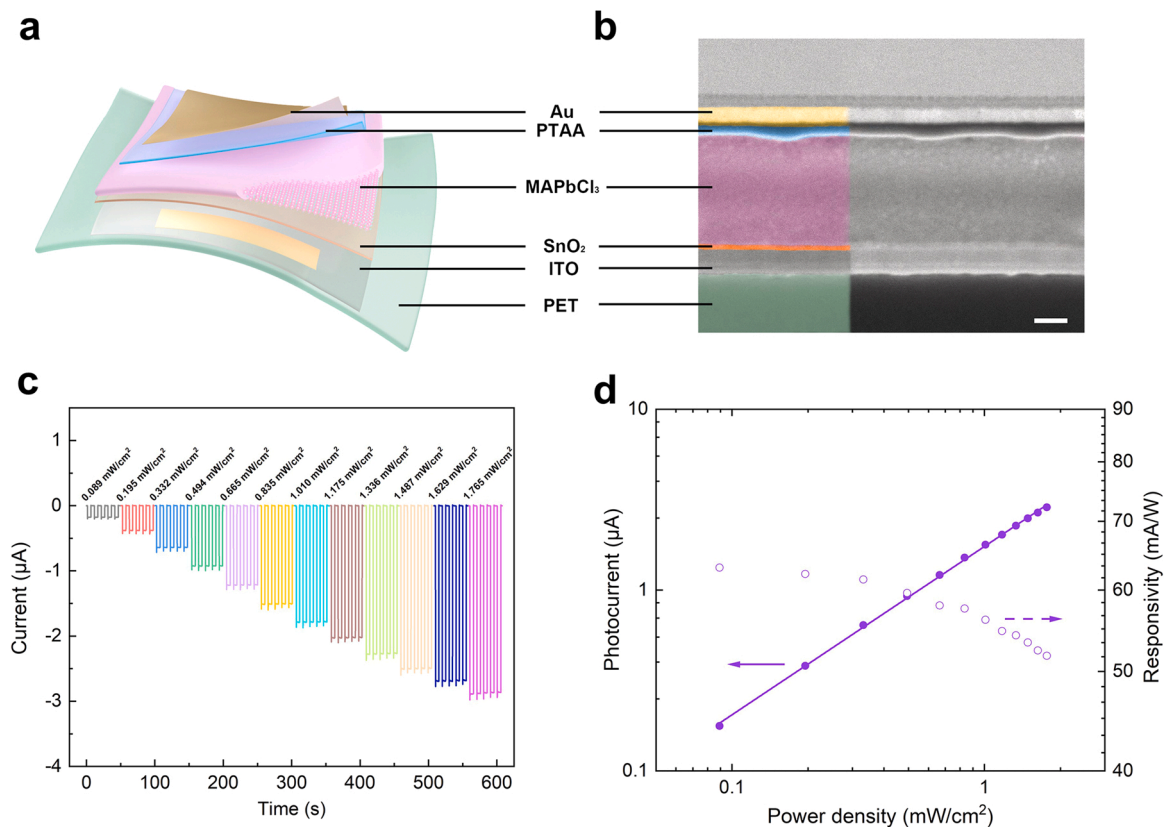 a
b
Au
PTAA
MAPbCl₃
SnO₂
ITO
PET
c
0.089 mW/cm²
0.195 mW/cm²
0.332 mW/cm²
0.494 mW/cm²
0.665 mW/cm²
0.835 mW/cm²
1.010 mW/cm²
1.175 mW/cm²
1.336 mW/cm²
1.487 mW/cm²
1.629 mW/cm²
1.765 mW/cm²
1
0
-1
-2
-3
-4
Current (μA)
0 100 200 300 400 500 600
Time (s)
d
10
1
0.1
Photocurrent (μA)
90
80
70
60
50
40
Responsivity (mA/W)
0.1 1
Power density (mW/cm²)